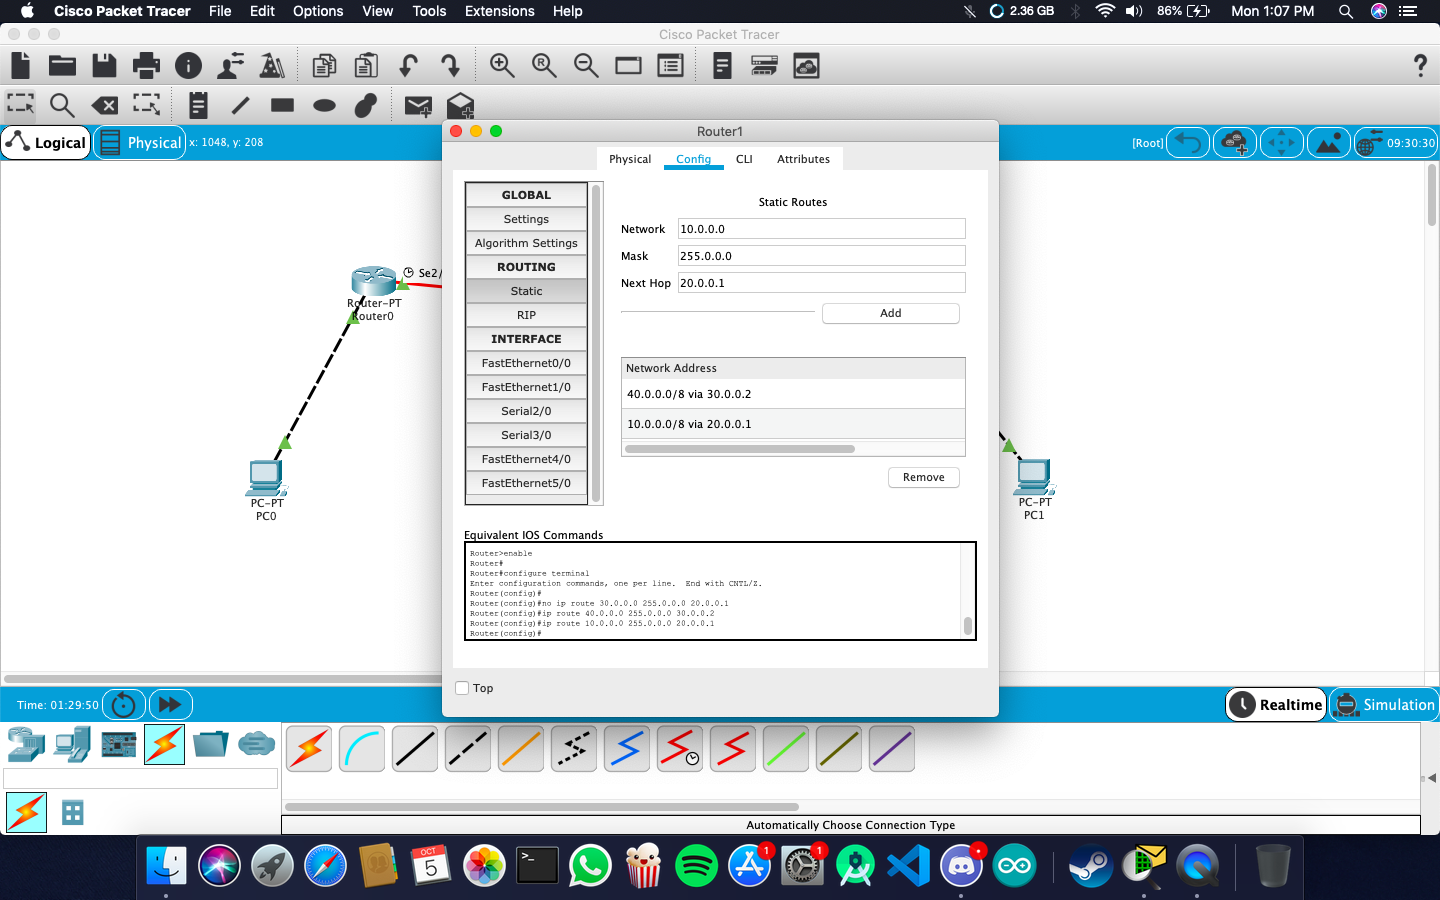 Cisco Packet Tracer File Edit Options View Tools Extensions Help 2.36 GB 86% Mon 1:07 PM
Cisco Packet Tracer
Logical Physical x: 1048, y: 208 [Root] 09:30:30
Router1
Physical Config CLI Attributes
GLOBAL
Settings
Algorithm Settings
ROUTING
Static
RIP
INTERFACE
FastEthernet0/0
FastEthernet1/0
Serial2/0
Serial3/0
FastEthernet4/0
FastEthernet5/0
Static Routes
Network 10.0.0.0
Mask 255.0.0.0
Next Hop 20.0.0.1
Add
Network Address
40.0.0.0/8 via 30.0.0.2
10.0.0.0/8 via 20.0.0.1
Remove
Equivalent IOS Commands
Router>enable
Router#
Router#configure terminal
Enter configuration commands, one per line. End with CNTL/Z.
Router(config)#
Router(config)#no ip route 30.0.0.0 255.0.0.0 20.0.0.1
Router(config)#ip route 40.0.0.0 255.0.0.0 30.0.0.2
Router(config)#ip route 10.0.0.0 255.0.0.0 20.0.0.1
Router(config)#
Top
Se2/
Router-PT
Router0
PC-PT
PC0
PC-PT
PC1
Time: 01:29:50 Realtime Simulation
Automatically Choose Connection Type
OCT
5
1
1